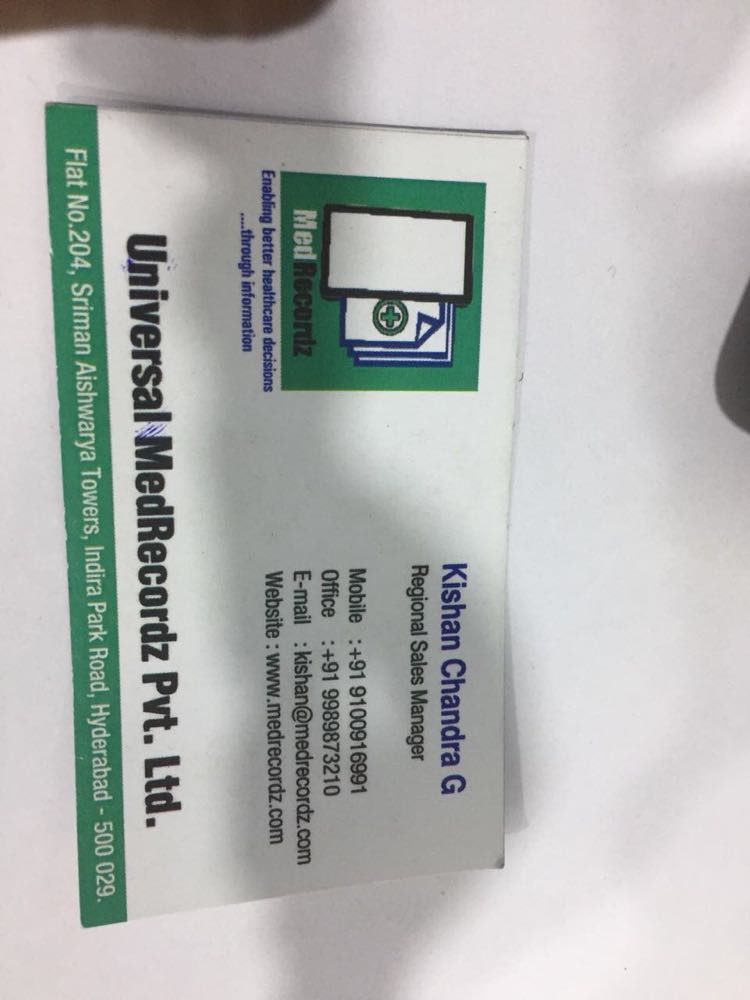 MedRecordz
Enabling better healthcare decisions
....through information
Kishan Chandra G
Regional Sales Manager
Mobile : +91 9100916991
Office : +91 9989873210
E-mail : kishan@medrecordz.com
Website : www.medrecordz.com
Universal MedRecordz Pvt. Ltd.
Flat No.204, Sriman Aishwarya Towers, Indira Park Road, Hyderabad - 500 029.